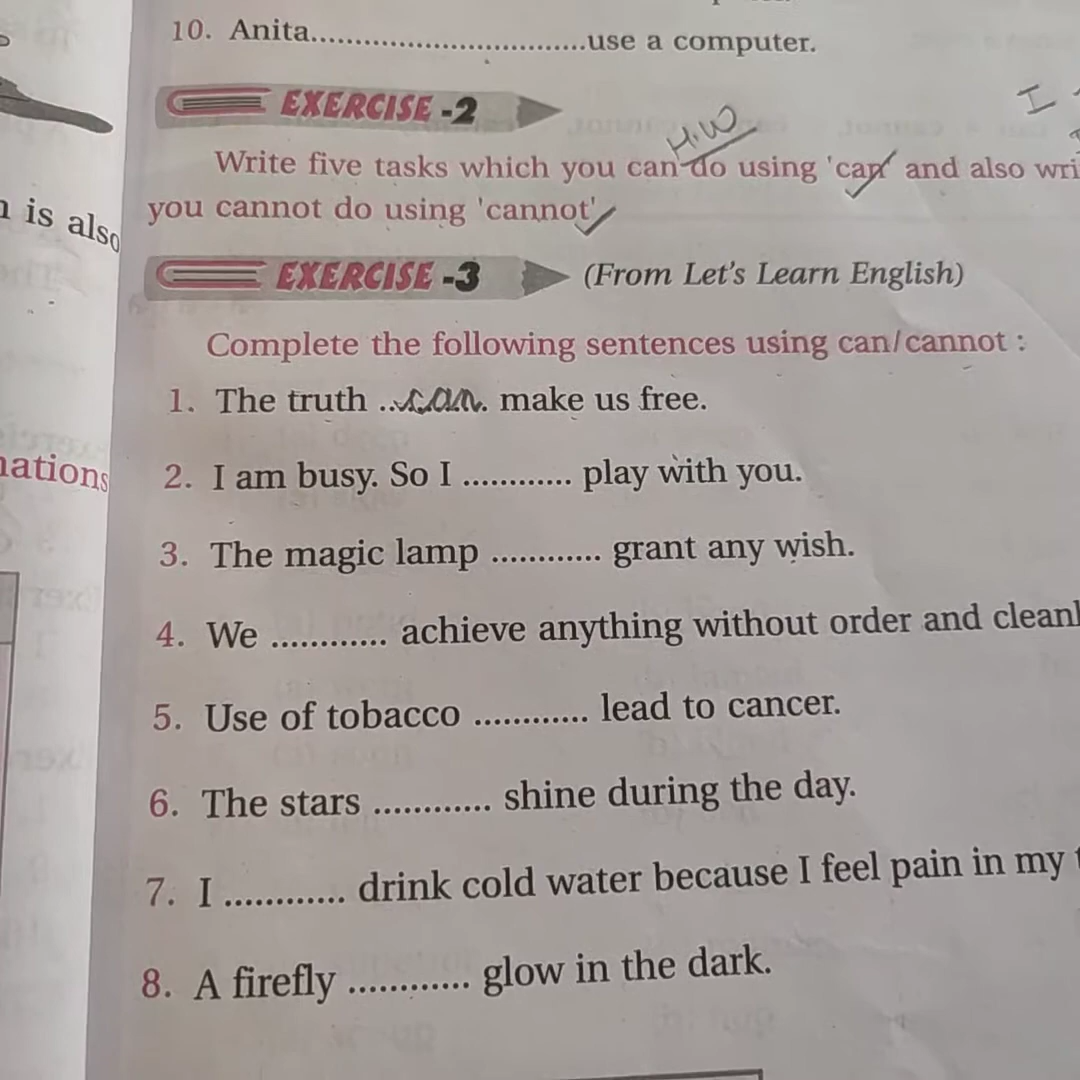 10. Anita..............................use a computer.
EXERCISE -2
H.W
I
Write five tasks which you can do using 'can' and also wri
you cannot do using 'cannot'
is also
EXERCISE -3 (From Let's Learn English)
Complete the following sentences using can/cannot :
1. The truth ..can. make us free.
2. I am busy. So I ............ play with you.
nations
3. The magic lamp ............ grant any wish.
4. We ............ achieve anything without order and cleanl
5. Use of tobacco ............ lead to cancer.
6. The stars ............ shine during the day.
7. I ............ drink cold water because I feel pain in my t
8. A firefly ............ glow in the dark.